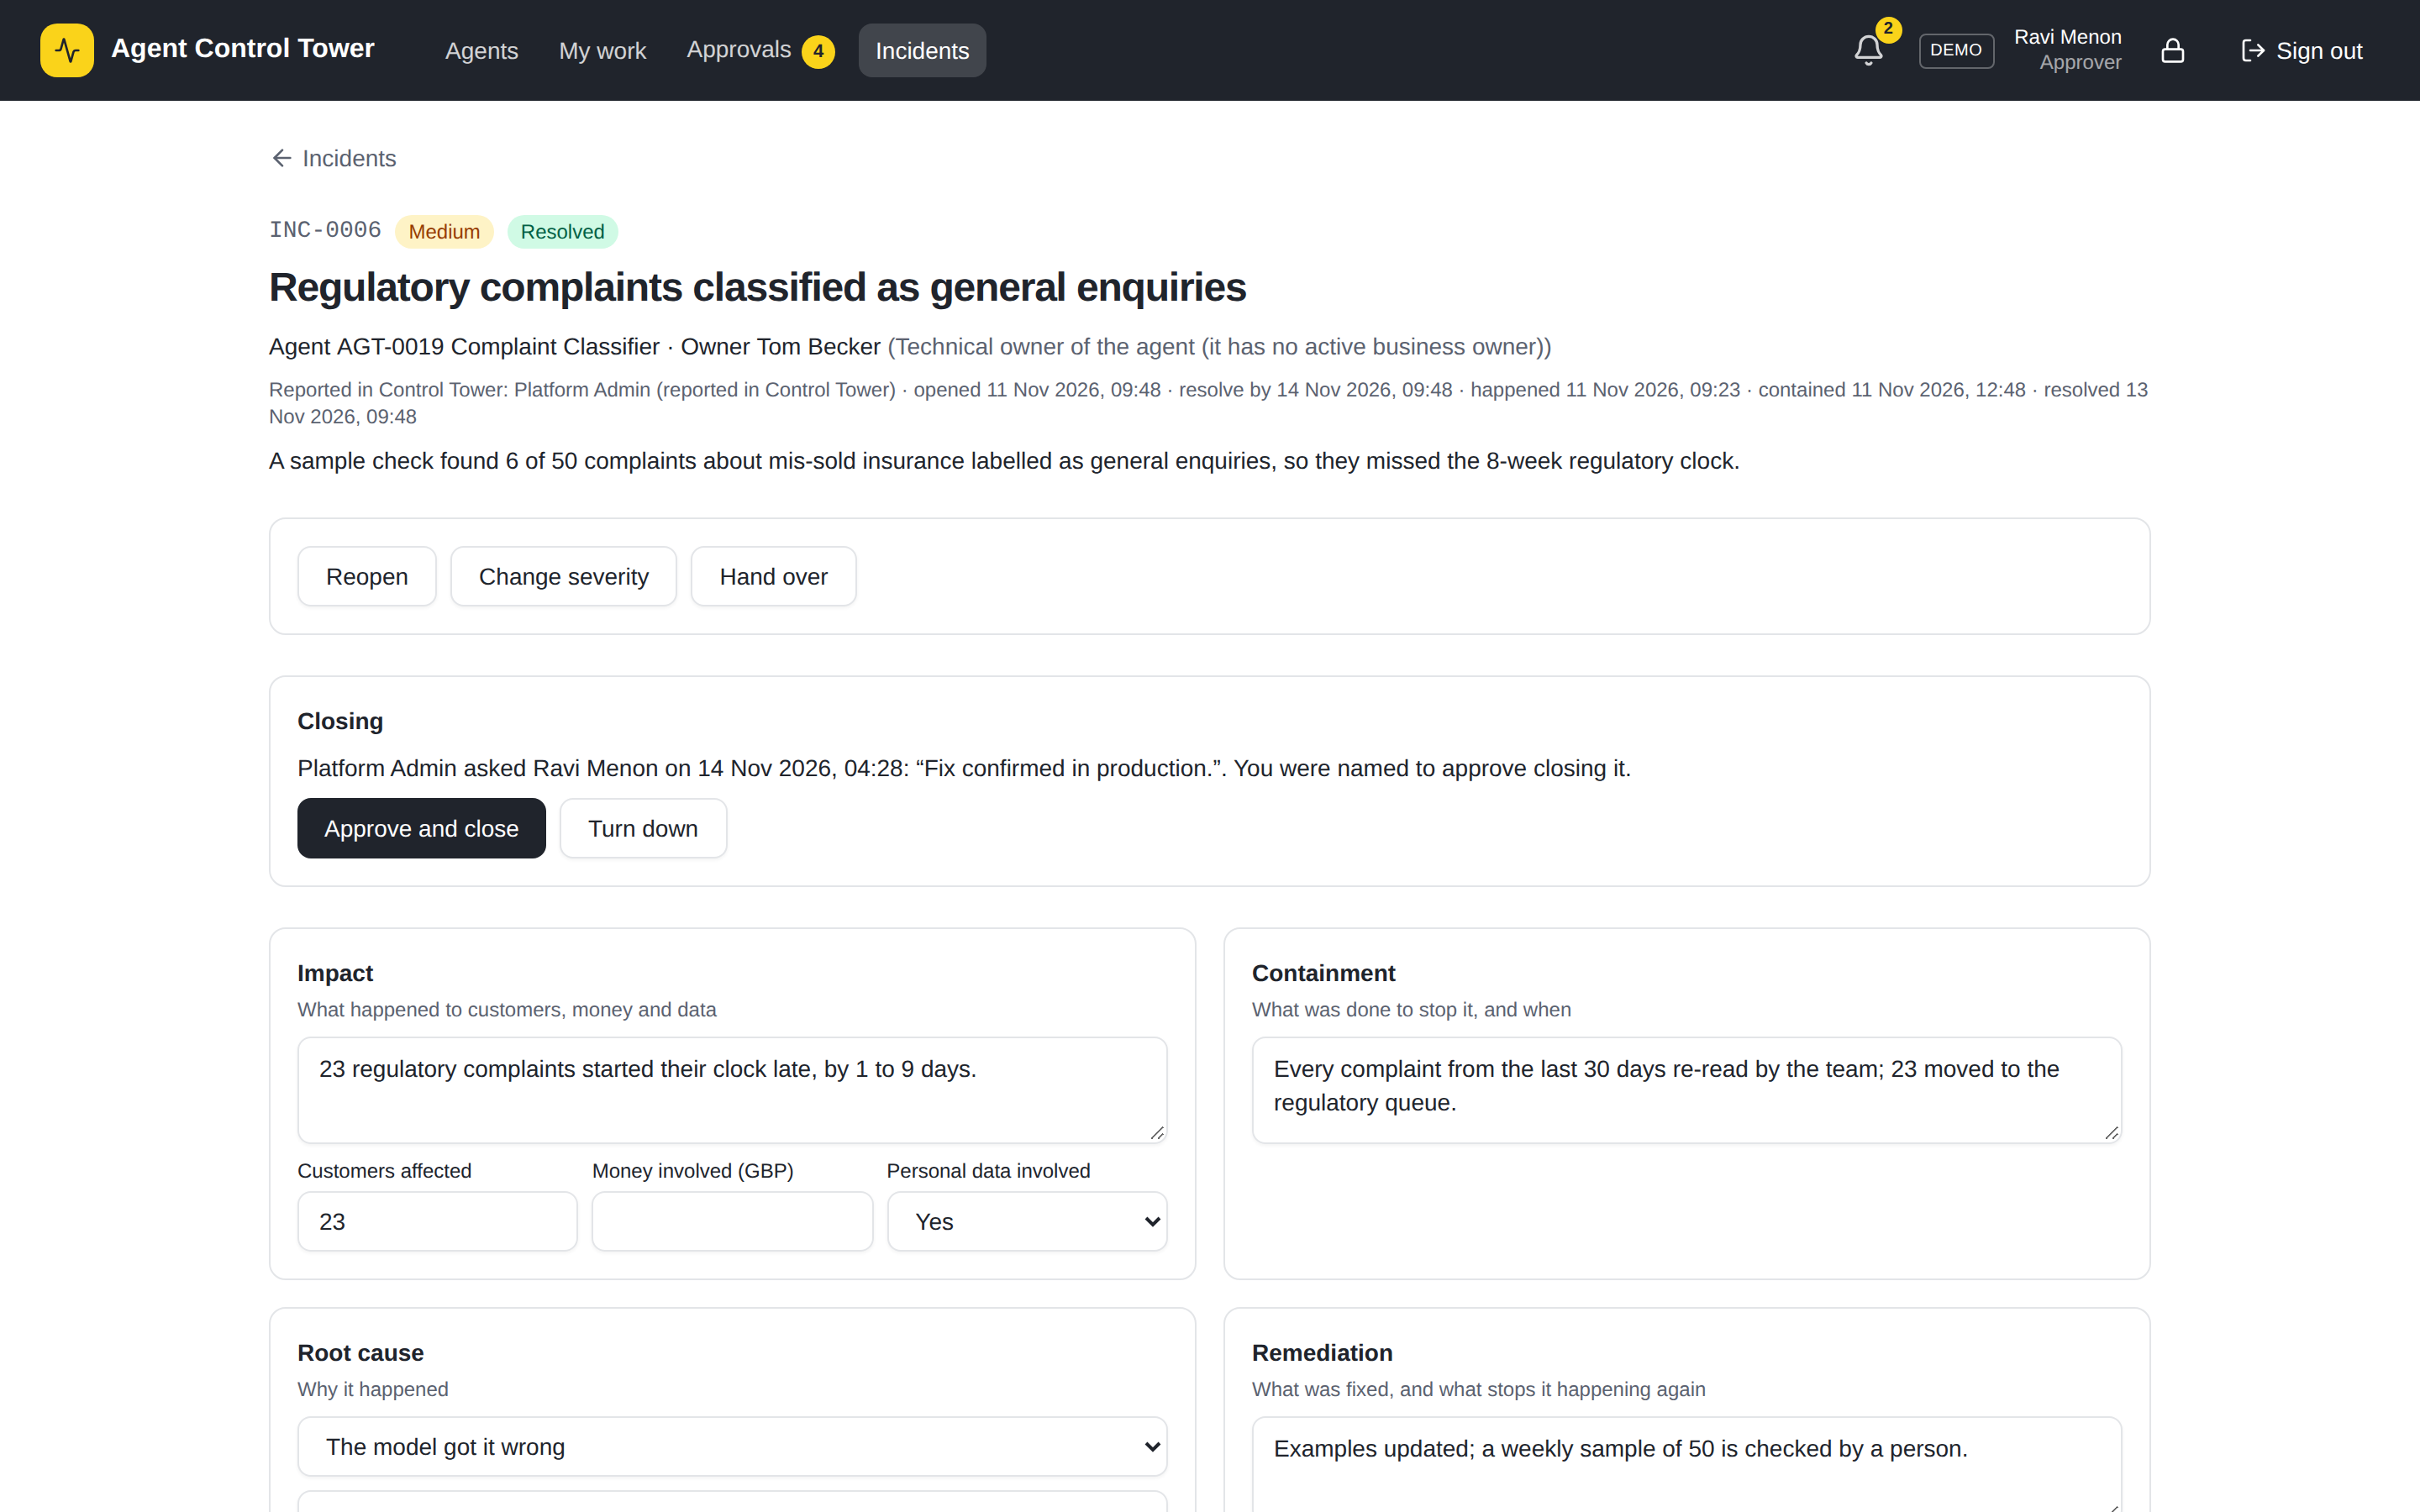 Agent Control Tower
Agents
My work
Approvals 4
Incidents
2
DEMO
Ravi Menon
Approver
Sign out
Incidents
INC-0006 Medium Resolved
Regulatory complaints classified as general enquiries
Agent AGT-0019 Complaint Classifier · Owner Tom Becker (Technical owner of the agent (it has no active business owner))
Reported in Control Tower: Platform Admin (reported in Control Tower) · opened 11 Nov 2026, 09:48 · resolve by 14 Nov 2026, 09:48 · happened 11 Nov 2026, 09:23 · contained 11 Nov 2026, 12:48 · resolved 13
Nov 2026, 09:48
A sample check found 6 of 50 complaints about mis-sold insurance labelled as general enquiries, so they missed the 8-week regulatory clock.
Reopen
Change severity
Hand over
Closing
Platform Admin asked Ravi Menon on 14 Nov 2026, 04:28: “Fix confirmed in production.”. You were named to approve closing it.
Approve and close
Turn down
Impact
What happened to customers, money and data
23 regulatory complaints started their clock late, by 1 to 9 days.
Customers affected
Money involved (GBP)
Personal data involved
23
Yes
Containment
What was done to stop it, and when
Every complaint from the last 30 days re-read by the team; 23 moved to the
regulatory queue.
Root cause
Why it happened
The model got it wrong
Remediation
What was fixed, and what stops it happening again
Examples updated; a weekly sample of 50 is checked by a person.